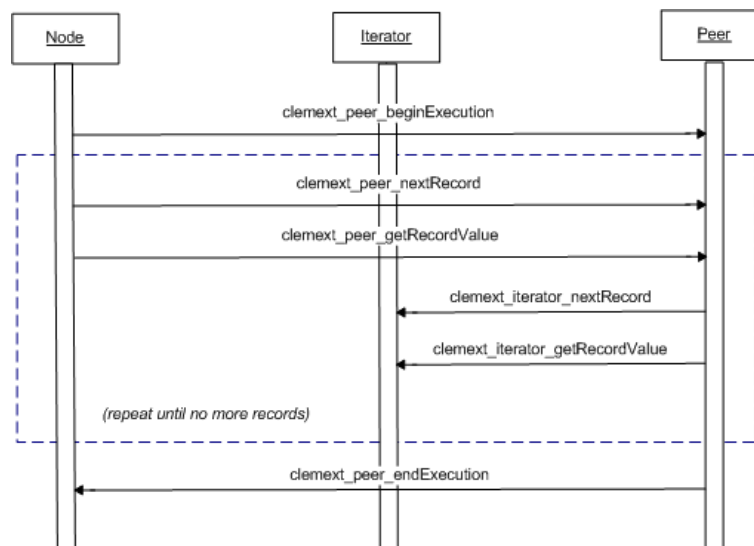 Node
Iterator
Peer
clemext_peer_beginExecution
clemext_peer_nextRecord
clemext_peer_getRecordValue
clemext_iterator_nextRecord
clemext_iterator_getRecordValue
(repeat until no more records)
clemext_peer_endExecution